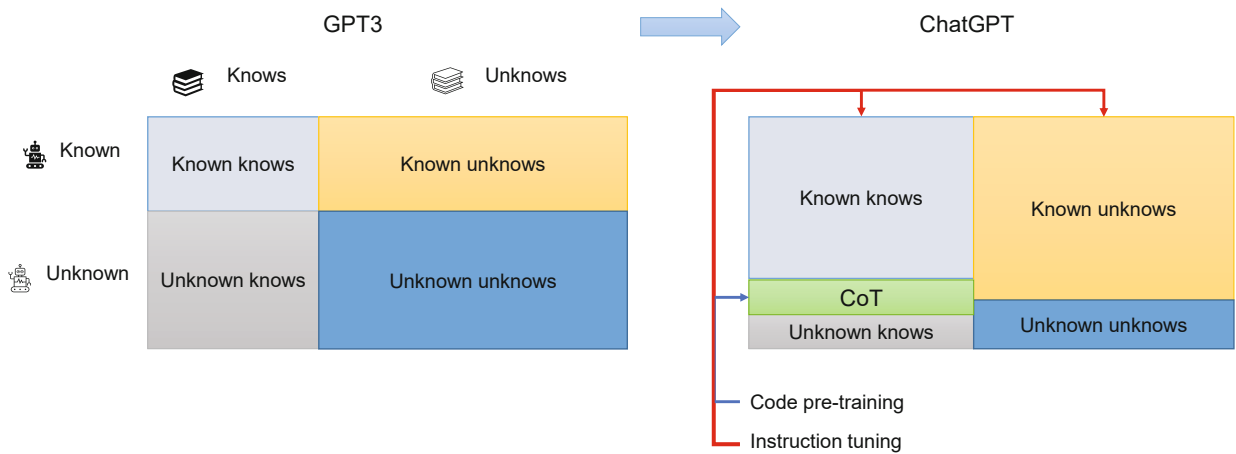 GPT3
ChatGPT
Knows
Unknows
Known
Known knows
Known unknows
Unknown
Unknown knows
Unknown unknows
Known knows
Known unknows
CoT
Unknown knows
Unknown unknows
Code pre-training
Instruction tuning